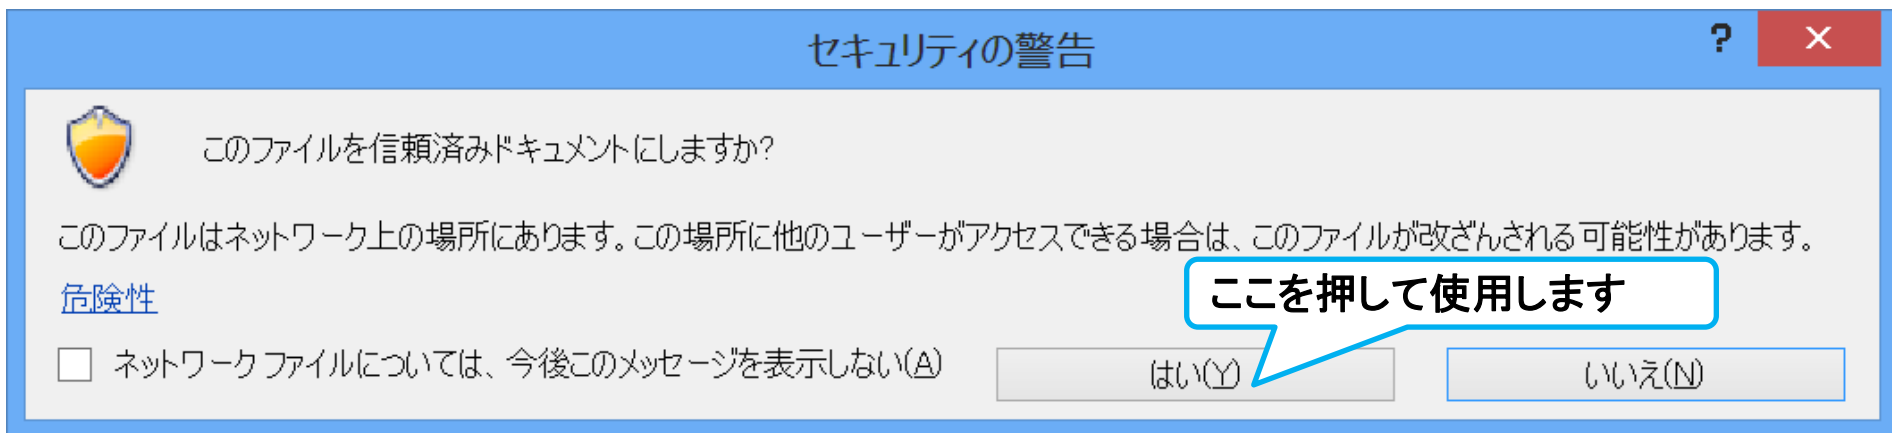 セキュリティの警告
?
このファイルを信頼済みドキュメントにしますか?
このファイルはネットワーク上の場所にあります。この場所に他のユーザーがアクセスできる場合は、このファイルが改ざんされる可能性があります。
危険性
ここを押して使用します
ネットワーク ファイルについては、今後このメッセージを表示しない(A)
はい(Y)
いいえ(N)